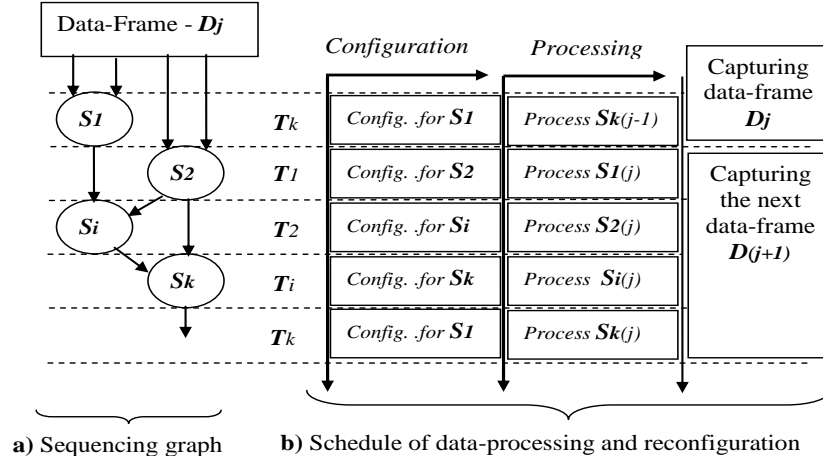 Data-Frame - Dj
S1
S2
Si
Sk
Configuration
Processing
Tk
Config. .for S1
Process Sk(j-1)
T1
Config. .for S2
Process S1(j)
T2
Config. .for Si
Process S2(j)
Ti
Config. .for Sk
Process Si(j)
Tk
Config. .for S1
Process Sk(j)
Capturing
data-frame
Dj
Capturing
the next
data-frame
D(j+1)
a) Sequencing graph
b) Schedule of data-processing and reconfiguration